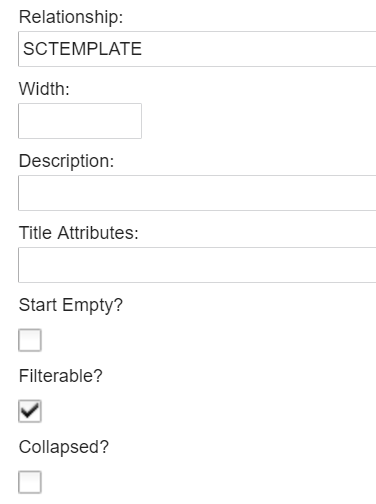 Relationship:
SCTEMPLATE
Width:
Description:
Title Attributes:
Start Empty?
Filterable?
Collapsed?